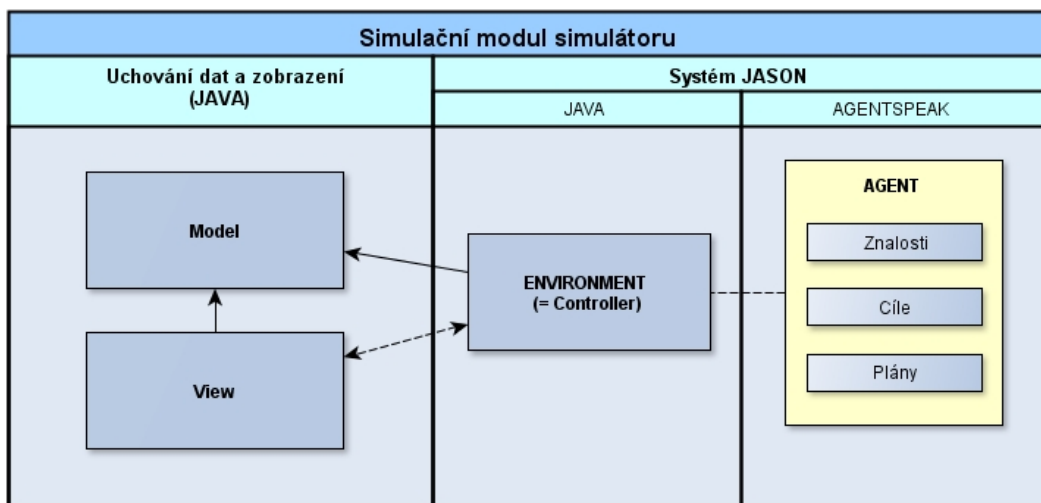 Simulační modul simulátoru
Uchování dat a zobrazení
(JAVA)
Systém JASON
JAVA
AGENTSPEAK
Model
View
ENVIRONMENT
(= Controller)
AGENT
Znalosti
Cíle
Plány